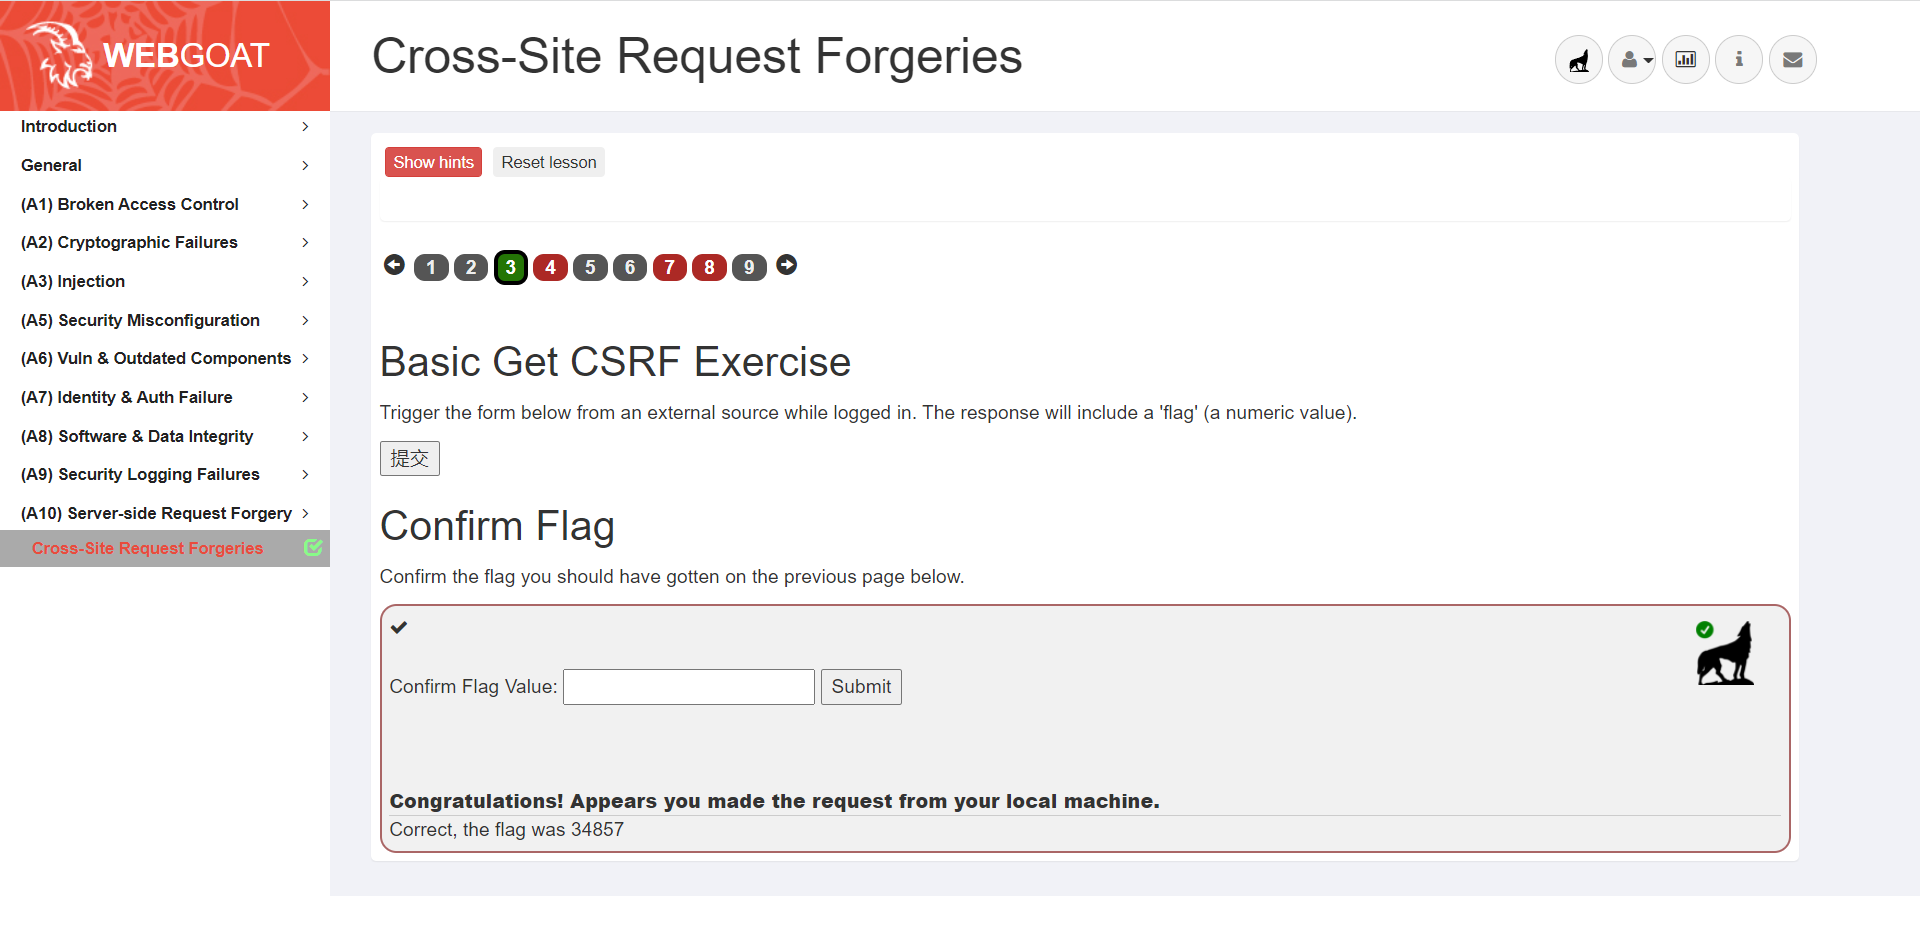 WEBGOAT
Cross-Site Request Forgeries
Introduction
General
(A1) Broken Access Control
(A2) Cryptographic Failures
(A3) Injection
(A5) Security Misconfiguration
(A6) Vuln & Outdated Components
(A7) Identity & Auth Failure
(A8) Software & Data Integrity
(A9) Security Logging Failures
(A10) Server-side Request Forgery
Cross-Site Request Forgeries
Show hints Reset lesson
1 2 3 4 5 6 7 8 9
Basic Get CSRF Exercise
Trigger the form below from an external source while logged in. The response will include a 'flag' (a numeric value).
提交
Confirm Flag
Confirm the flag you should have gotten on the previous page below.
Confirm Flag Value: Submit
Congratulations! Appears you made the request from your local machine.
Correct, the flag was 34857